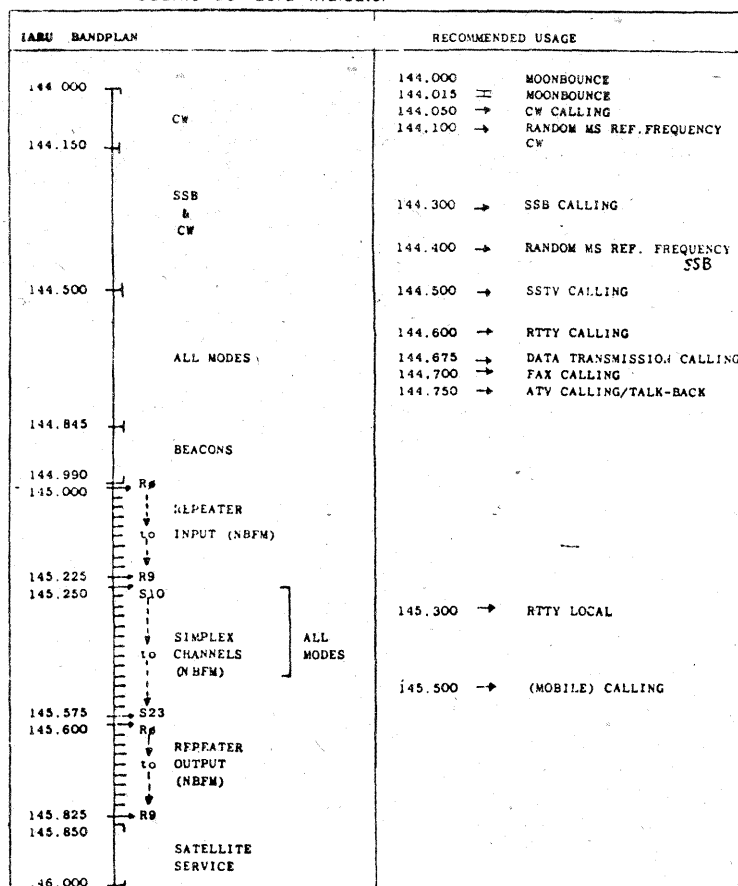 IARU BANDPLAN
144 000
CW
144.150
SSB
&
CW
144.500
ALL MODES
144.845
BEACONS
144.990
145.000 RØ
REPEATER
to INPUT (NBFM)
145.225 R9
145.250 S10
SIMPLEX ALL
to CHANNELS MODES
(NBFM)
145.575 S23
145.600 RØ
REPEATER
to OUTPUT
(NBFM)
145.825 R9
145.850
SATELLITE
SERVICE
46.000
RECOMMENDED USAGE
144.000 MOONBOUNCE
144.015 MOONBOUNCE
144.050 → CW CALLING
144.100 → RANDOM MS REF.FREQUENCY
CW
144.300 → SSB CALLING
144.400 → RANDOM MS REF. FREQUENCY
SSB
144.500 → SSTV CALLING
144.600 → RTTY CALLING
144.675 → DATA TRANSMISSION CALLING
144.700 → FAX CALLING
144.750 → ATV CALLING/TALK-BACK
145.300 → RTTY LOCAL
145.500 → (MOBILE) CALLING